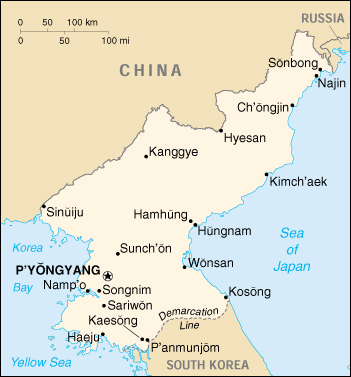 0 50 100 km
0 50 100 mi
RUSSIA
CHINA
Sŏnbong
Najin
Ch'ŏngjin
Hyesan
Kanggye
Kimch'aek
Sinŭiju
Hamhŭng
Hŭngnam
Korea
Bay
Sea
of
Japan
Sunch'ŏn
P'YŎNGYANG
Wŏnsan
Namp'o
Songnim
Kosŏng
Sariwŏn
Demarcation
Line
Kaesŏng
Haeju
P'anmunjŏm
Yellow Sea
SOUTH KOREA